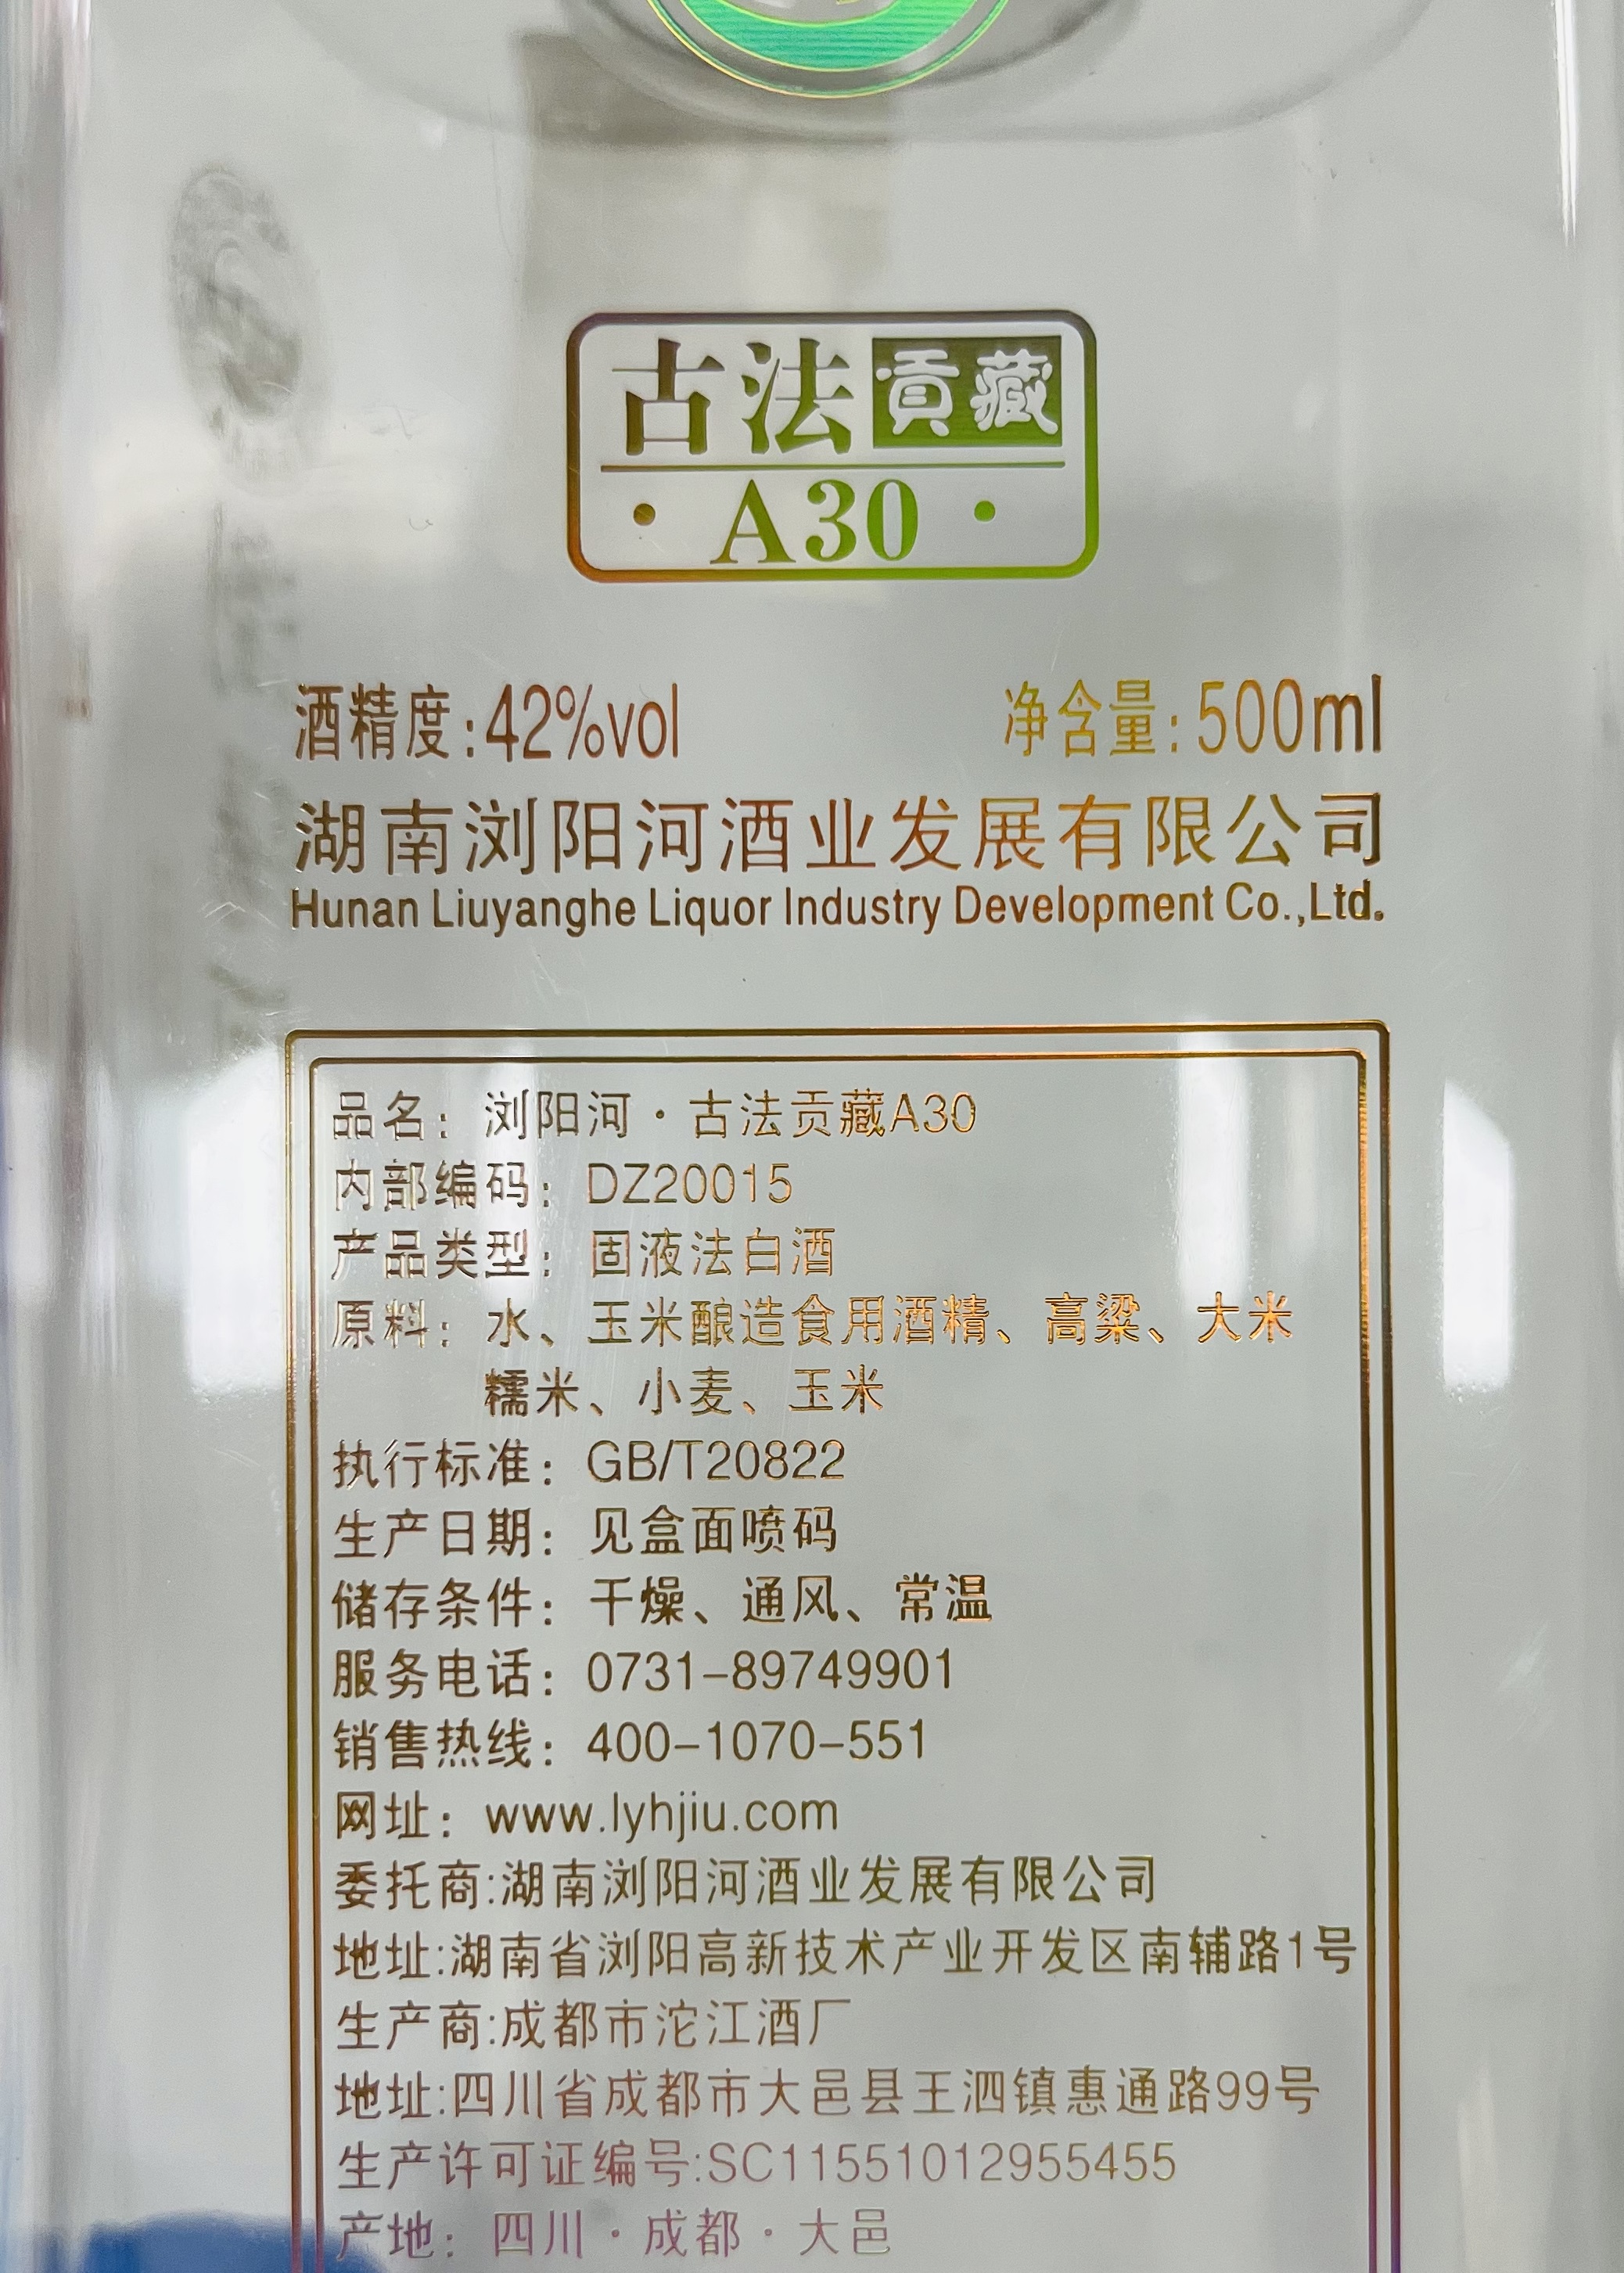 古法贡藏
·A30·
酒精度:42%vol 净含量:500ml
湖南浏阳河酒业发展有限公司
Hunan Liuyanghe Liquor Industry Development Co.,Ltd.
品名：浏阳河·古法贡藏A30
内部编码：DZ20015
产品类型：固液法白酒
原料：水、玉米酿造食用酒精、高粱、大米
糯米、小麦、玉米
执行标准：GB/T20822
生产日期：见盒面喷码
储存条件：干燥、通风、常温
服务电话：0731-89749901
销售热线：400-1070-551
网址：www.lyhjiu.com
委托商:湖南浏阳河酒业发展有限公司
地址:湖南省浏阳高新技术产业开发区南辅路1号
生产商:成都市沱江酒厂
地址:四川省成都市大邑县王泗镇惠通路99号
生产许可证编号:SC11551012955455
产地：四川·成都·大邑